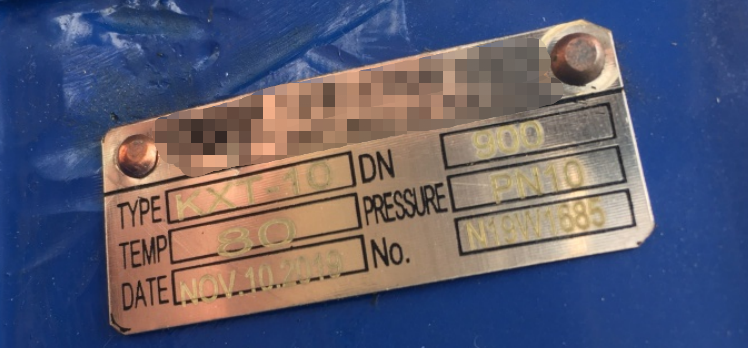 TYPE KXT-10 DN 900
TEMP 80 PRESSURE PN10
DATE NOV.10.2019 No. N19W1685